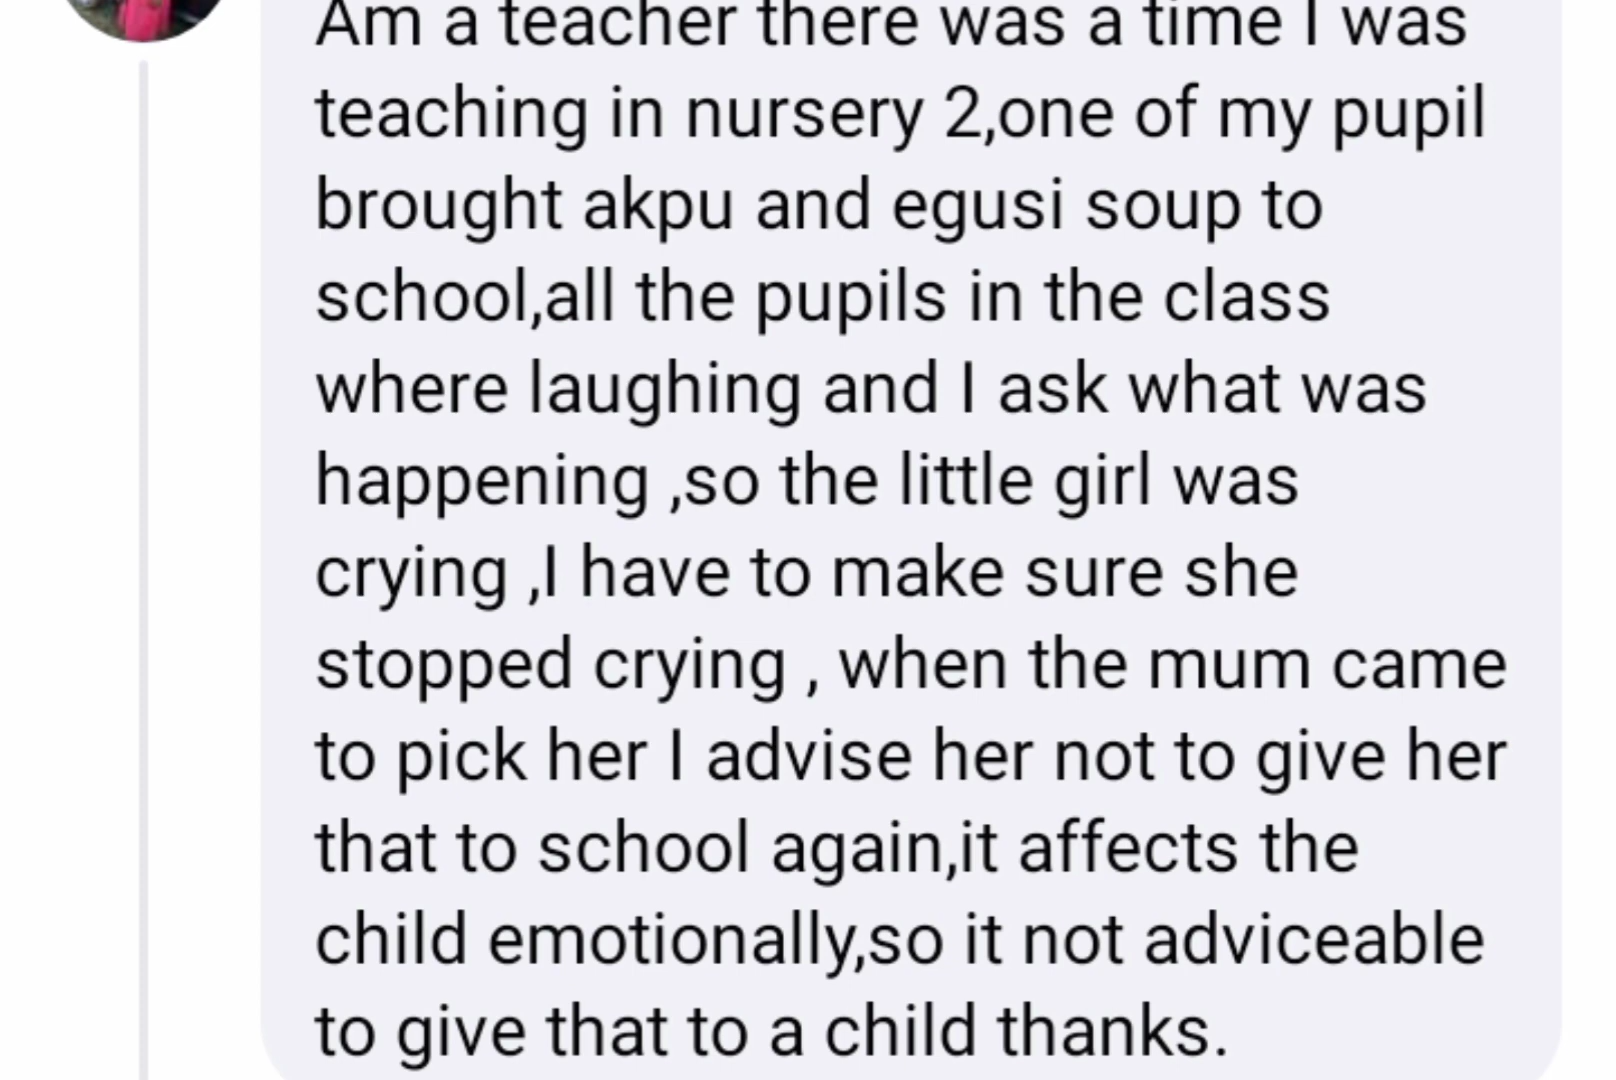 Am a teacher there was a time I was
teaching in nursery 2,one of my pupil
brought akpu and egusi soup to
school,all the pupils in the class
where laughing and I ask what was
happening ,so the little girl was
crying ,I have to make sure she
stopped crying , when the mum came
to pick her I advise her not to give her
that to school again,it affects the
child emotionally,so it not adviceable
to give that to a child thanks.